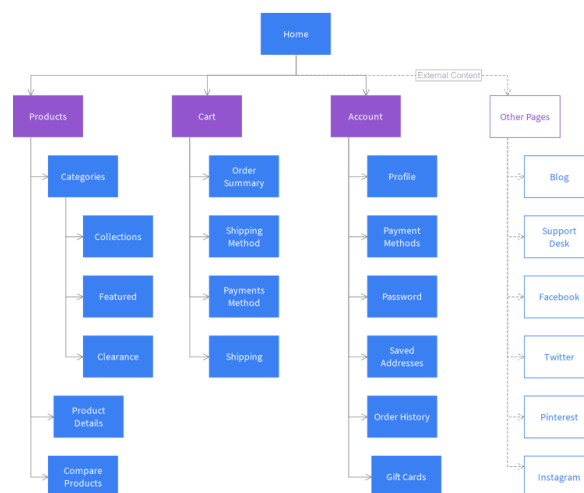 Home
External Content
Products
Cart
Account
Other Pages
Categories
Order
Summary
Profile
Blog
Collections
Shipping
Method
Payment
Methods
Support
Desk
Featured
Payments
Method
Password
Facebook
Clearance
Shipping
Saved
Addresses
Twitter
Product
Details
Order History
Pinterest
Compare
Products
Gift Cards
Instagram